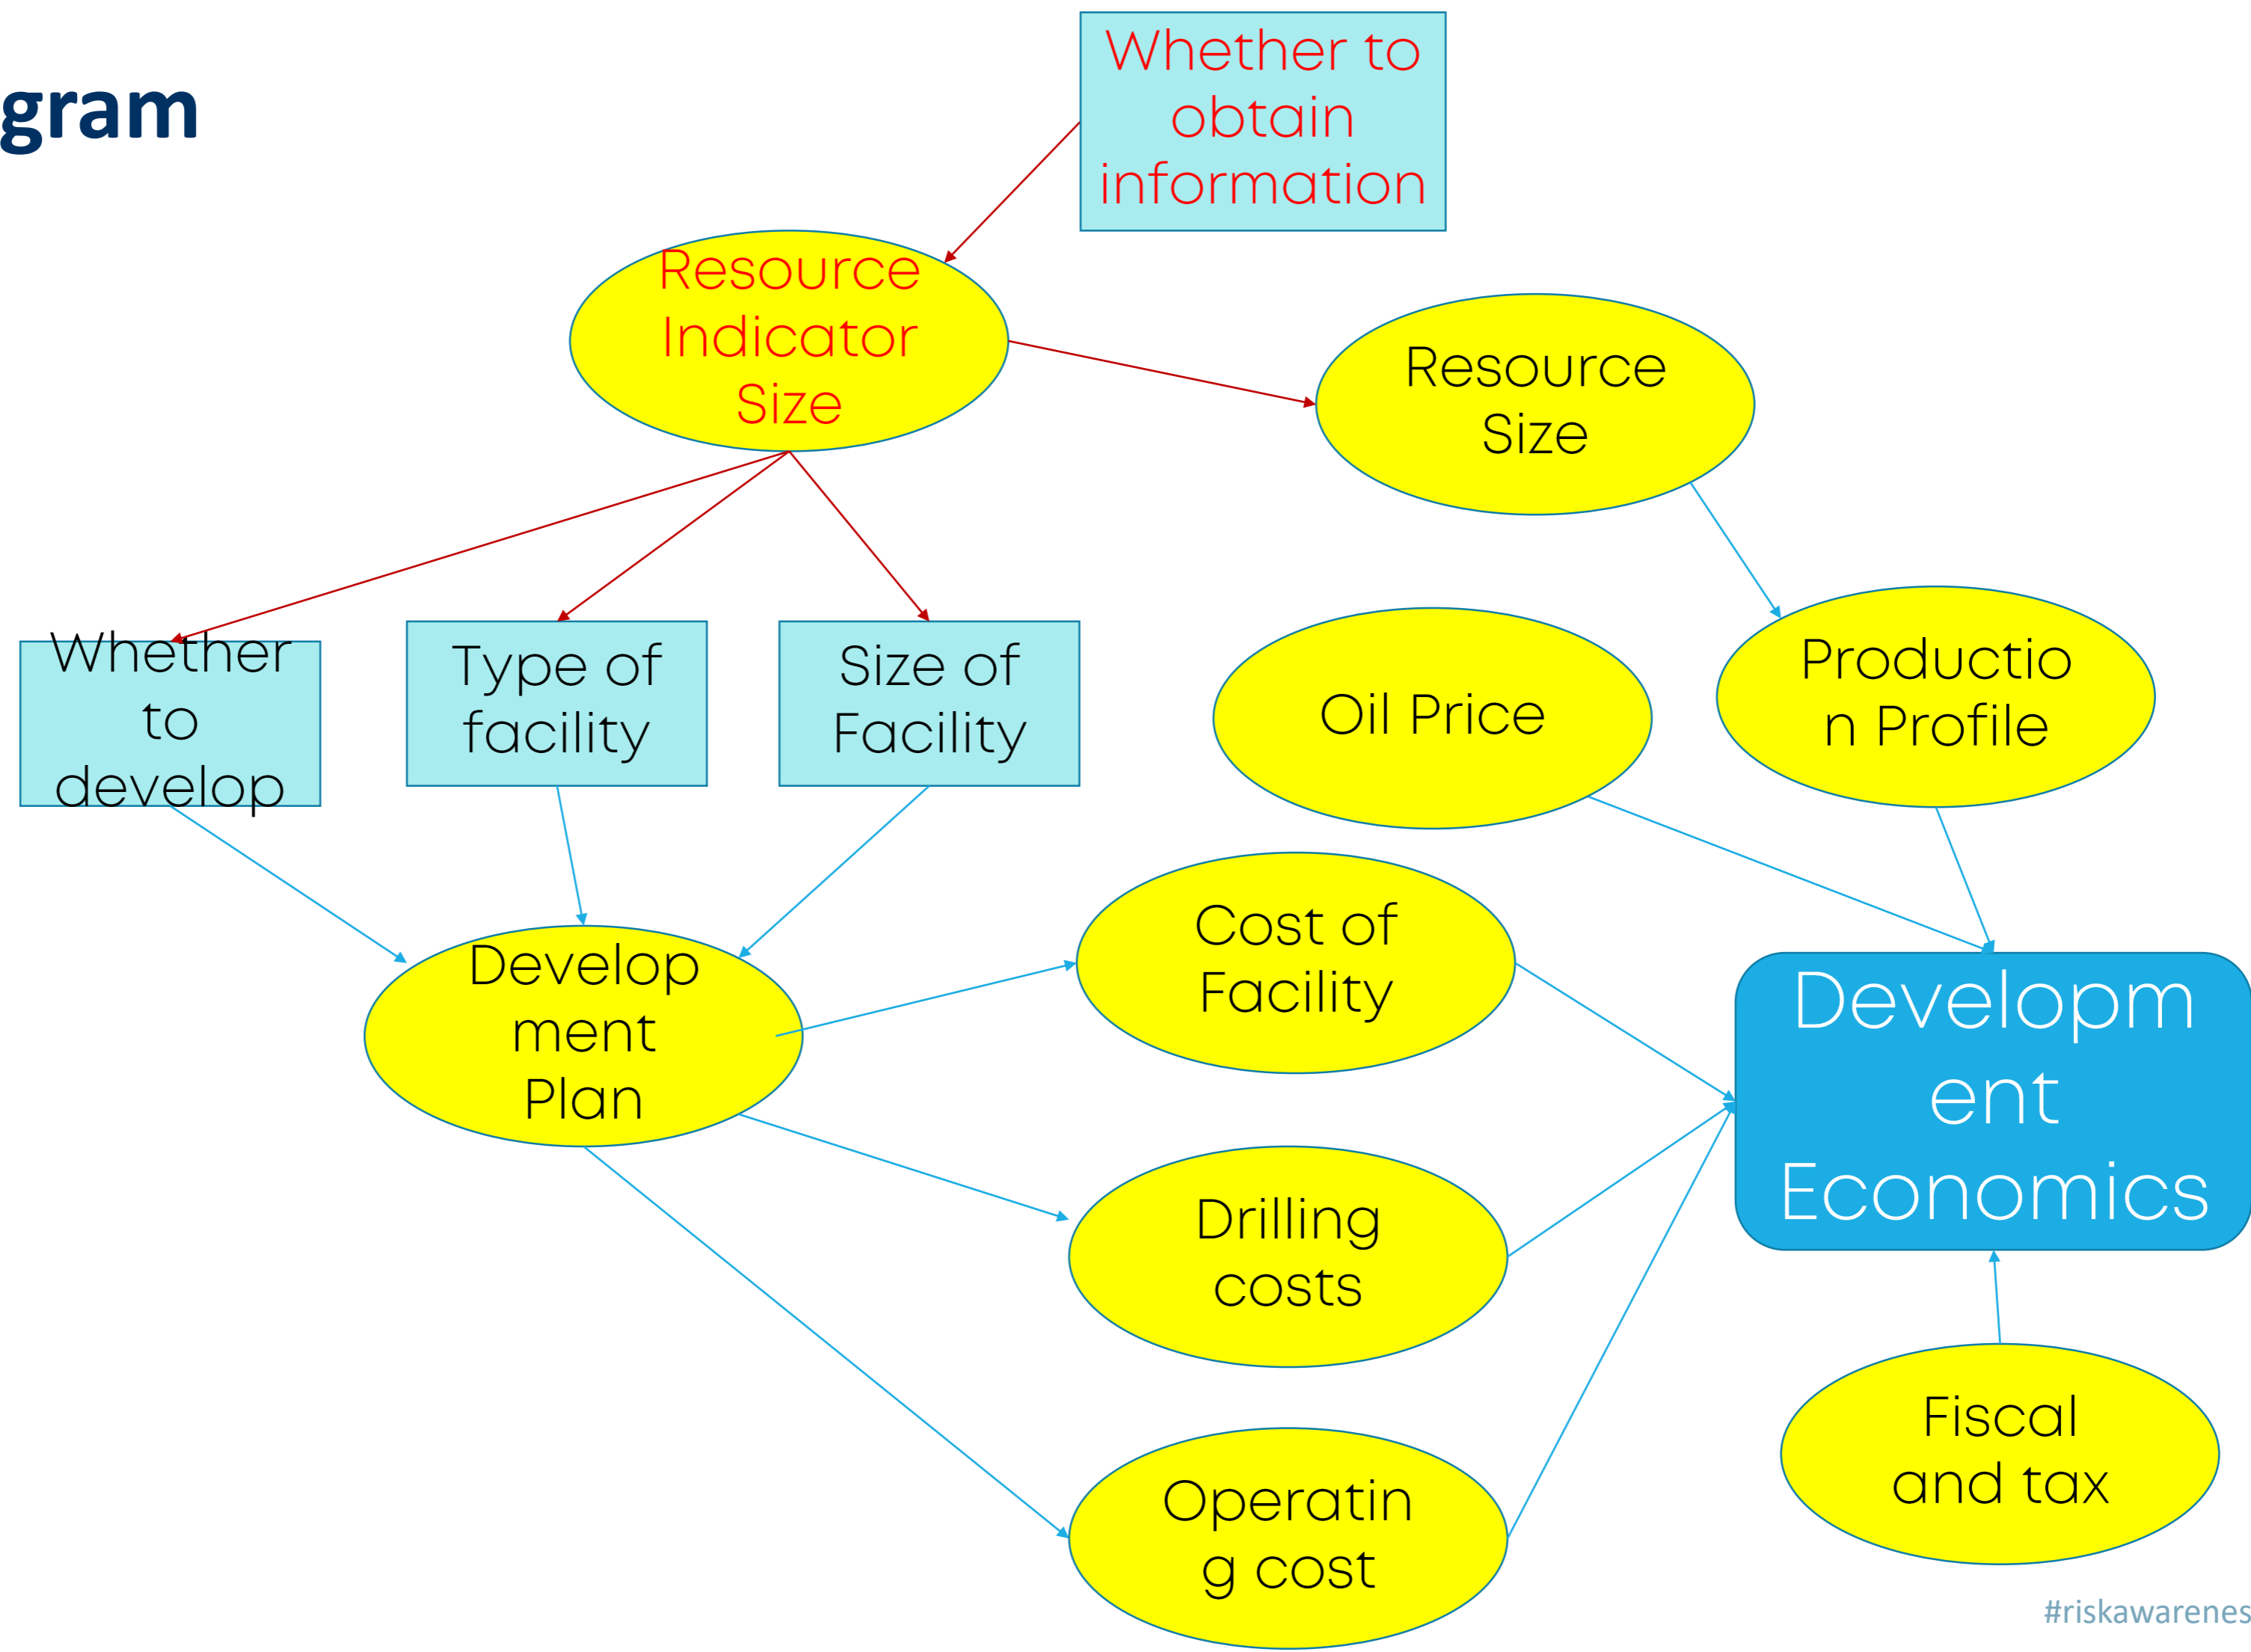 gram
Whether to
obtain
information
Resource
Indicator
Size
Resource
Size
Whether
to
develop
Type of
facility
Size of
Facility
Oil Price
Productio
n Profile
Develop
ment
Plan
Cost of
Facility
Developm
ent
Economics
Drilling
costs
Operatin
g cost
Fiscal
and tax
#riskawarenes